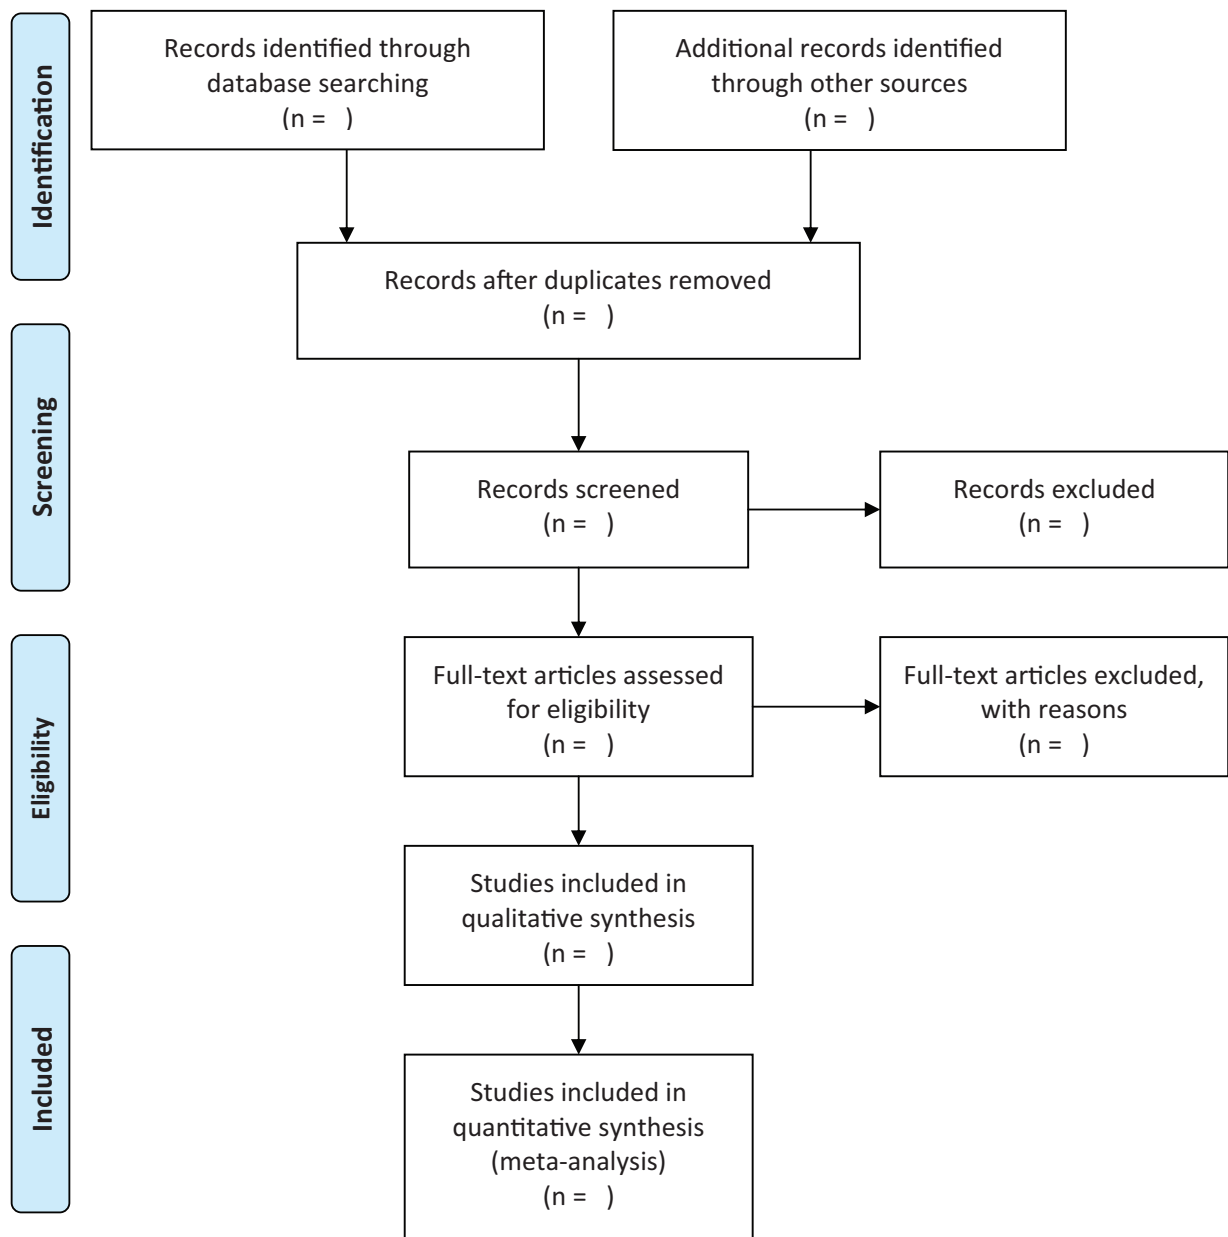 Identification
Records identified through
database searching
(n =   )
Additional records identified
through other sources
(n =   )
Records after duplicates removed
(n =   )
Screening
Records screened
(n =   )
Records excluded
(n =   )
Eligibility
Full-text articles assessed
for eligibility
(n =   )
Full-text articles excluded,
with reasons
(n =   )
Studies included in
qualitative synthesis
(n =   )
Included
Studies included in
quantitative synthesis
(meta-analysis)
(n =   )